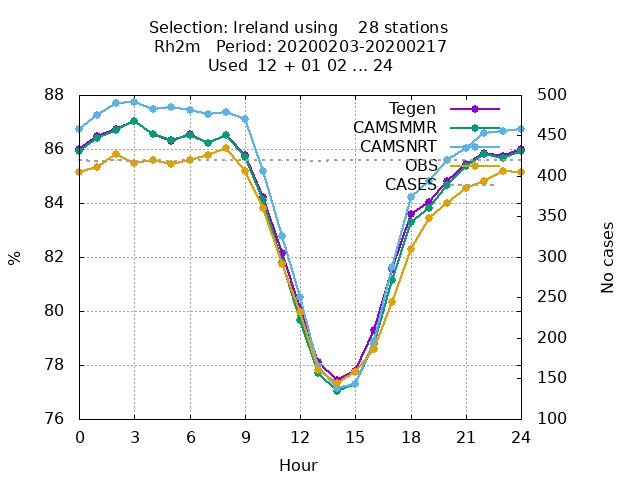 Selection: Ireland using    28 stations
Rh2m   Period: 20200203-20200217
Used  12 + 01 02 ... 24
88
86
84
82
80
78
76
%
500
450
400
350
300
250
200
150
100
No cases
Tegen
CAMSMMR
CAMSNRT
OBS
CASES
0 3 6 9 12 15 18 21 24
Hour